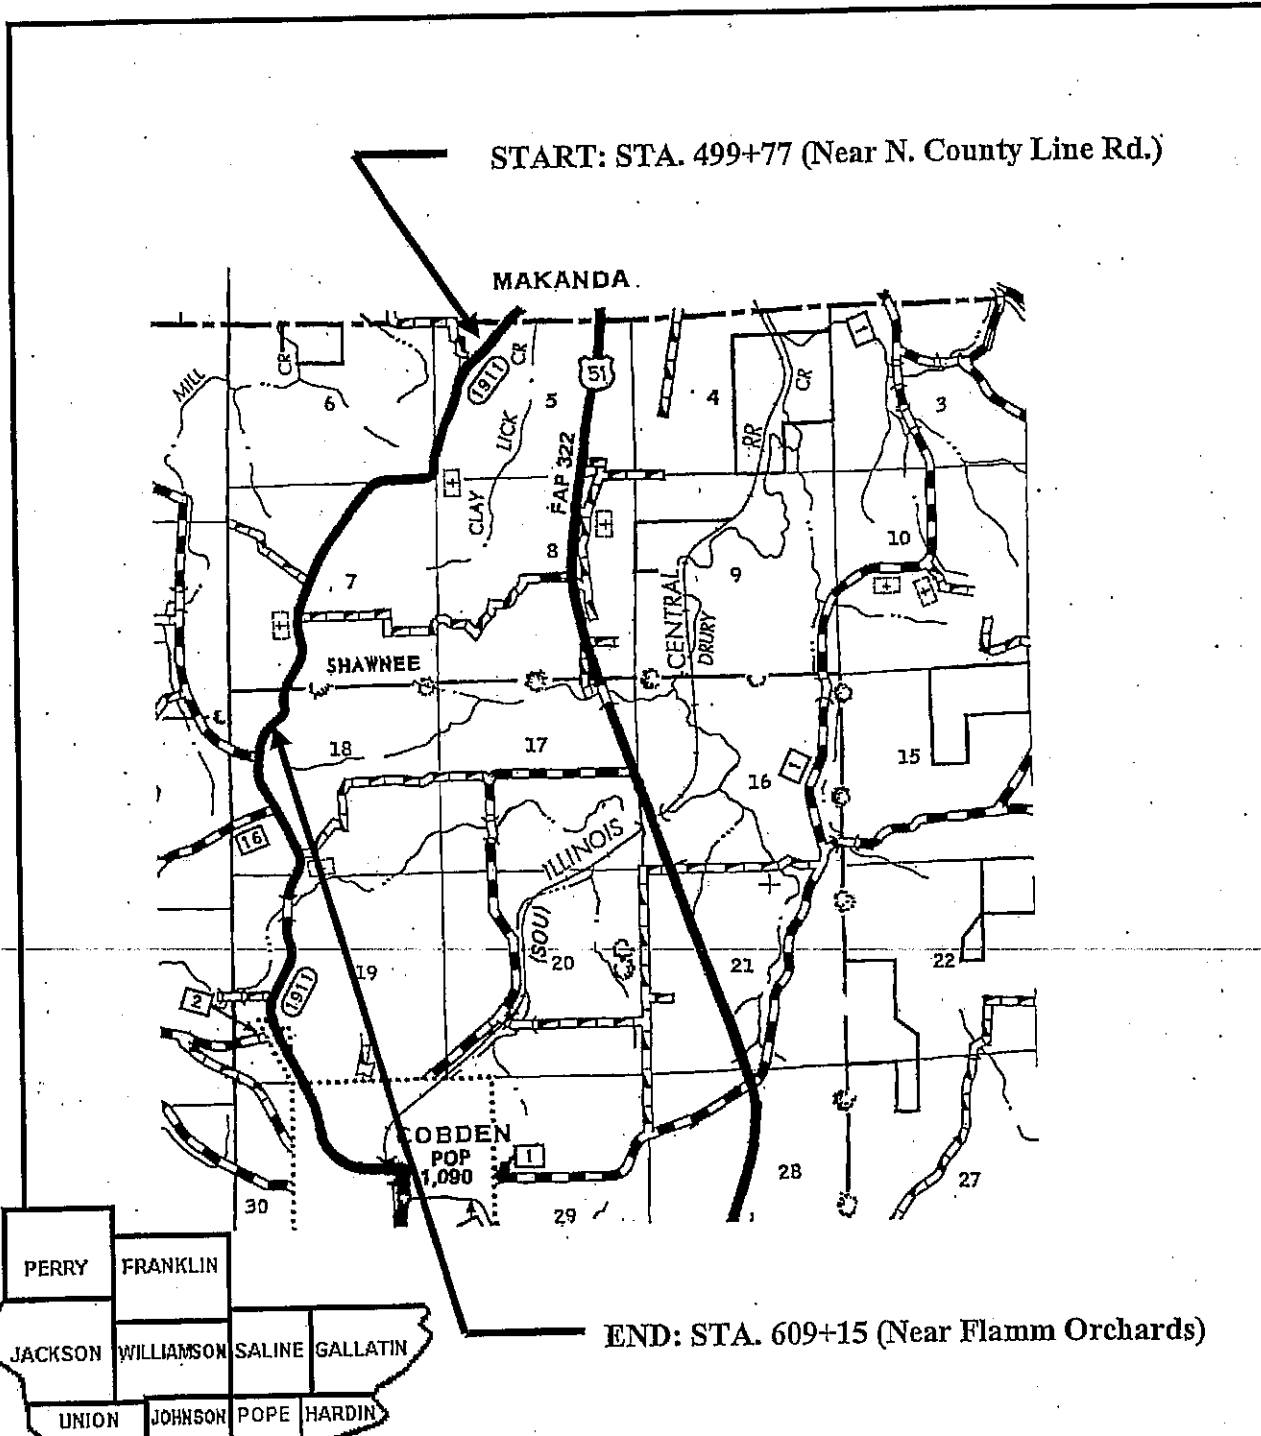 START: STA. 499+77 (Near N. County Line Rd.)
MAKANDA
MILL
CR
6
1911
CR
5
51
4
CR
1
3
LICK
RR
FAP 322
CLAY
8
10
7
9
CENTRAL
DRURY
SHAWNEE
18
17
16
1
15
16
ILLINOIS
(SOU)
19
20
21
22
2
1911
COBDEN
POP
1,090
1
28
27
30
29
PERRY
FRANKLIN
END: STA. 609+15 (Near Flamm Orchards)
JACKSON
WILLIAMSON
SALINE
GALLATIN
UNION
JOHNSON
POPE
HARDIN